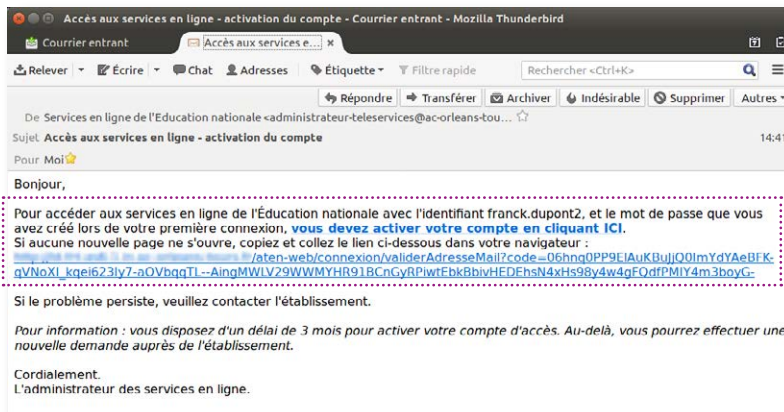 Accès aux services en ligne - activation du compte - Courrier entrant - Mozilla Thunderbird
Courrier entrant Accès aux services e... ×
Relever Écrire Chat Adresses Étiquette Filtre rapide Rechercher <Ctrl+K>
Répondre Transférer Archiver Indésirable Supprimer Autres
De Services en ligne de l'Education nationale <administrateur-teleservices@ac-orleans-tou...
Sujet Accès aux services en ligne - activation du compte 14:41
Pour Moi
Bonjour,
Pour accéder aux services en ligne de l'Éducation nationale avec l'identifiant franck.dupont2, et le mot de passe que vous
avez créé lors de votre première connexion, vous devez activer votre compte en cliquant ICI.
Si aucune nouvelle page ne s'ouvre, copiez et collez le lien ci-dessous dans votre navigateur :
/aten-web/connexion/validerAdresseMail?code=06hnq0PP9EIAuKBuJjQ0ImYdYAeBFK-
qVNoXI_kqei623Iy7-aOVbqqTL--AingMWLV29WWMYHR91BCnGyRPiwtEbkBbivHEDEhsN4xHs98y4w4gFQdfPMIY4m3boyG-
Si le problème persiste, veuillez contacter l'établissement.
Pour information : vous disposez d'un délai de 3 mois pour activer votre compte d'accès. Au-delà, vous pourrez effectuer une
nouvelle demande auprès de l'établissement.
Cordialement.
L'administrateur des services en ligne.